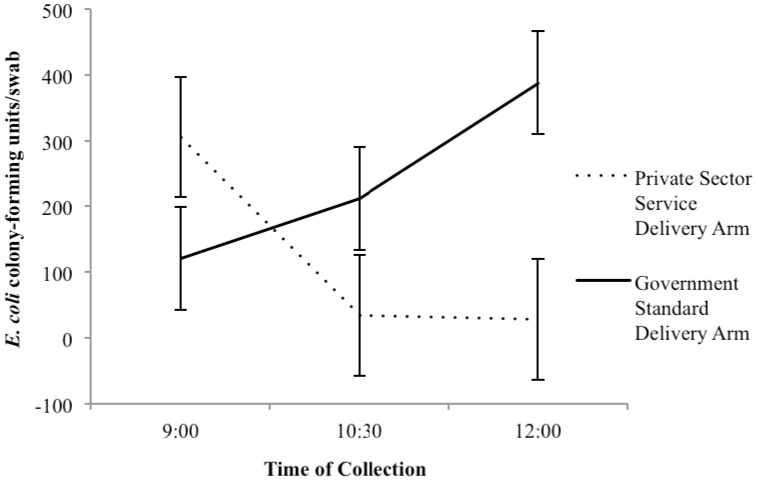 500
400
300
200
100
0
-100
E. coli colony-forming units/swab
9:00
10:30
12:00
Time of Collection
Private Sector
Service
Delivery Arm
Government
Standard
Delivery Arm